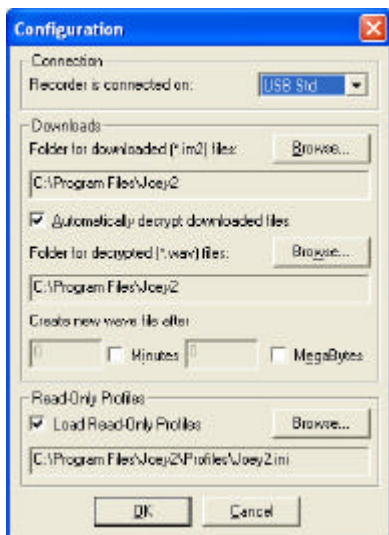 Configuration
Connection
Recorder is connected on: USB Std
Downloads
Folder for downloaded (*.im2) files: Browse...
C:\Program Files\Joey2
Automatically decrypt downloaded files
Folder for decrypted (*.wav) files: Browse...
C:\Program Files\Joey2
Create new wave file after
0 Minutes 0 MegaBytes
Read-Only Profiles
Load Read-Only Profiles Browse...
C:\Program Files\Joey2\Profiles\Joey2.ini
OK Cancel